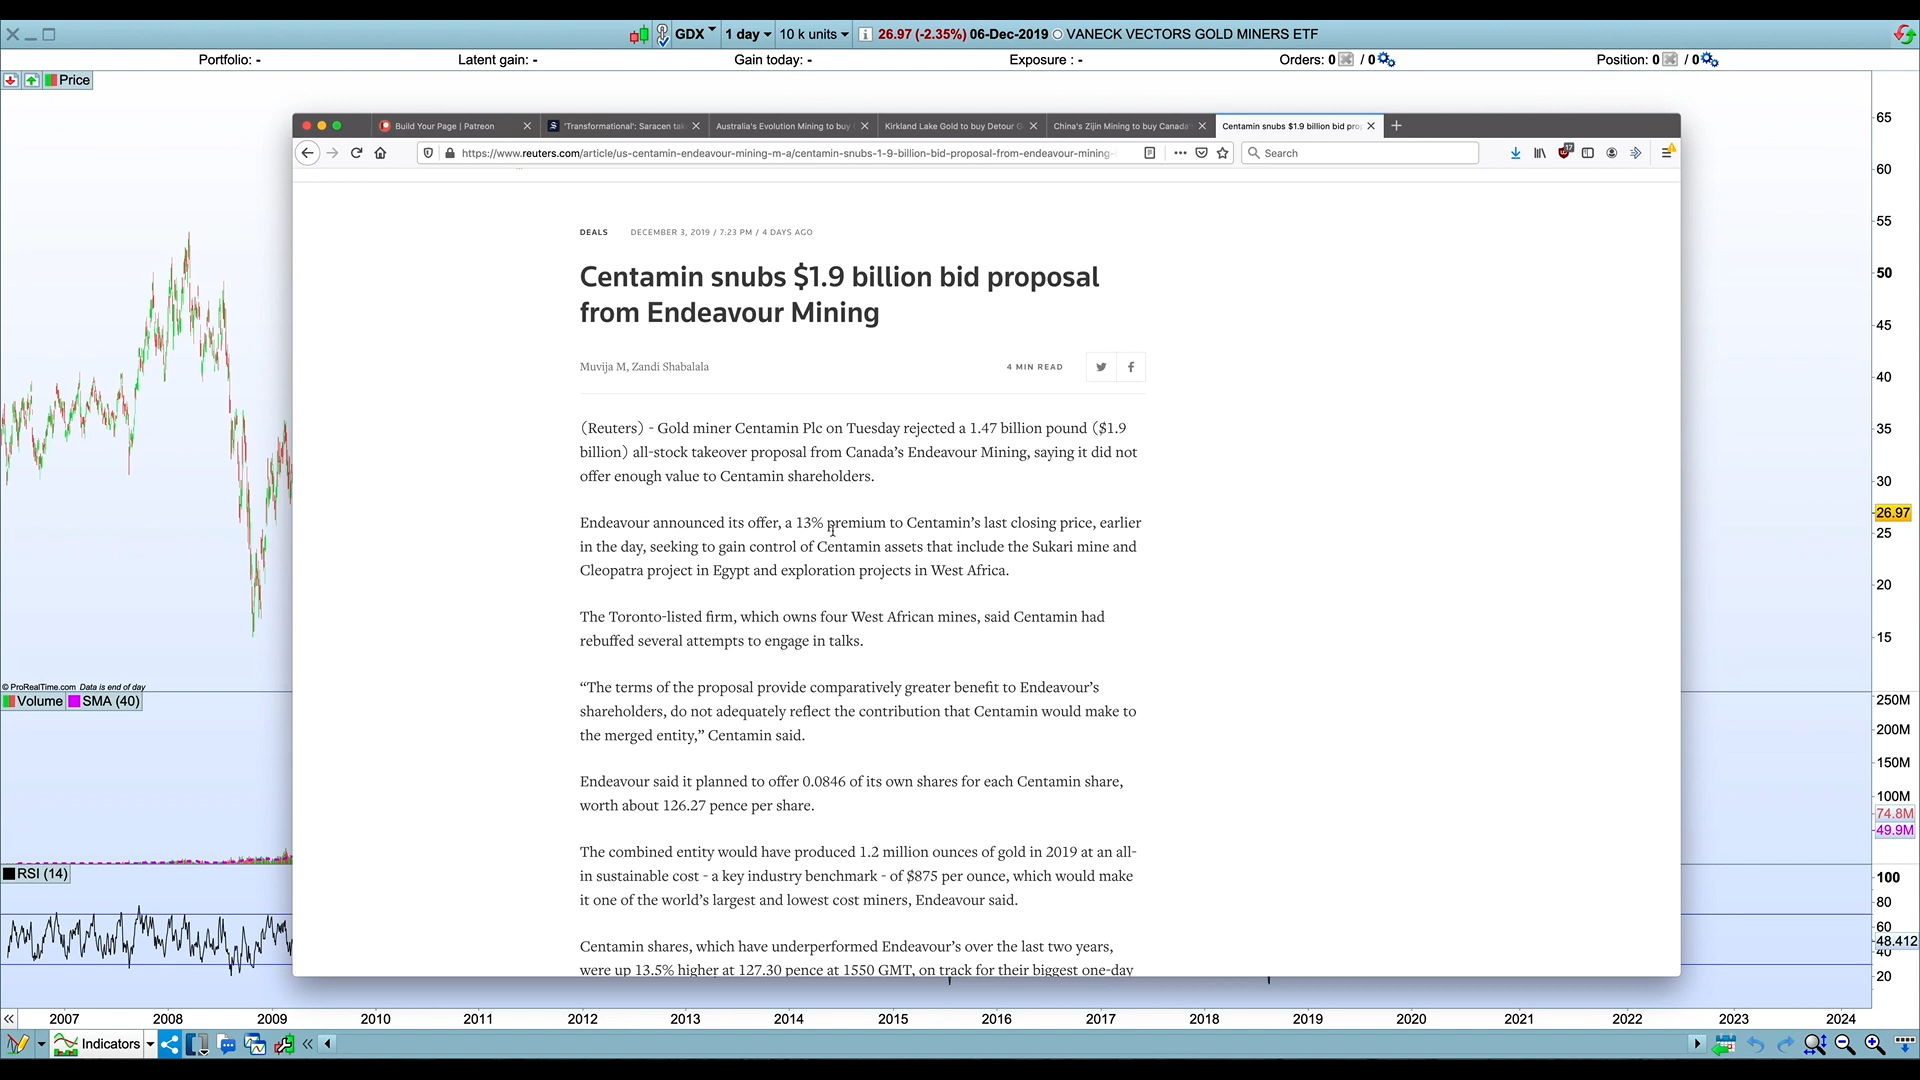 GDX
1 day
10 k units
26.97 (-2.35%) 06-Dec-2019
VANECK VECTORS GOLD MINERS ETF
Portfolio: -
Latent gain: -
Gain today: -
Exposure : -
Orders: 0 / 0
Position: 0 / 0
Price
Build Your Page | Patreon
'Transformational': Saracen tak
Australia's Evolution Mining to buy
Kirkland Lake Gold to buy Detour G
China's Zijin Mining to buy Canada'
Centamin snubs $1.9 billion bid pro
https://www.reuters.com/article/us-centamin-endeavour-mining-m-a/centamin-snubs-1-9-billion-bid-proposal-from-endeavour-mining-
Search
17
DEALS
DECEMBER 3, 2019 / 7:23 PM / 4 DAYS AGO
Centamin snubs $1.9 billion bid proposal
from Endeavour Mining
Muvija M, Zandi Shabalala
4 MIN READ
(Reuters) - Gold miner Centamin Plc on Tuesday rejected a 1.47 billion pound ($1.9
billion) all-stock takeover proposal from Canada’s Endeavour Mining, saying it did not
offer enough value to Centamin shareholders.
Endeavour announced its offer, a 13% premium to Centamin’s last closing price, earlier
in the day, seeking to gain control of Centamin assets that include the Sukari mine and
Cleopatra project in Egypt and exploration projects in West Africa.
The Toronto-listed firm, which owns four West African mines, said Centamin had
rebuffed several attempts to engage in talks.
“The terms of the proposal provide comparatively greater benefit to Endeavour’s
shareholders, do not adequately reflect the contribution that Centamin would make to
the merged entity,” Centamin said.
Endeavour said it planned to offer 0.0846 of its own shares for each Centamin share,
worth about 126.27 pence per share.
The combined entity would have produced 1.2 million ounces of gold in 2019 at an all-
in sustainable cost - a key industry benchmark - of $875 per ounce, which would make
it one of the world’s largest and lowest cost miners, Endeavour said.
Centamin shares, which have underperformed Endeavour’s over the last two years,
were up 13.5% higher at 127.30 pence at 1550 GMT, on track for their biggest one-day
65
60
55
50
45
40
35
30
26.97
25
20
15
© ProRealTime.com Data is end of day
Volume
SMA (40)
250M
200M
150M
100M
74.8M
49.9M
RSI (14)
100
80
60
48.412
40
20
2007
2008
2009
2010
2011
2012
2013
2014
2015
2016
2017
2018
2019
2020
2021
2022
2023
2024
Indicators